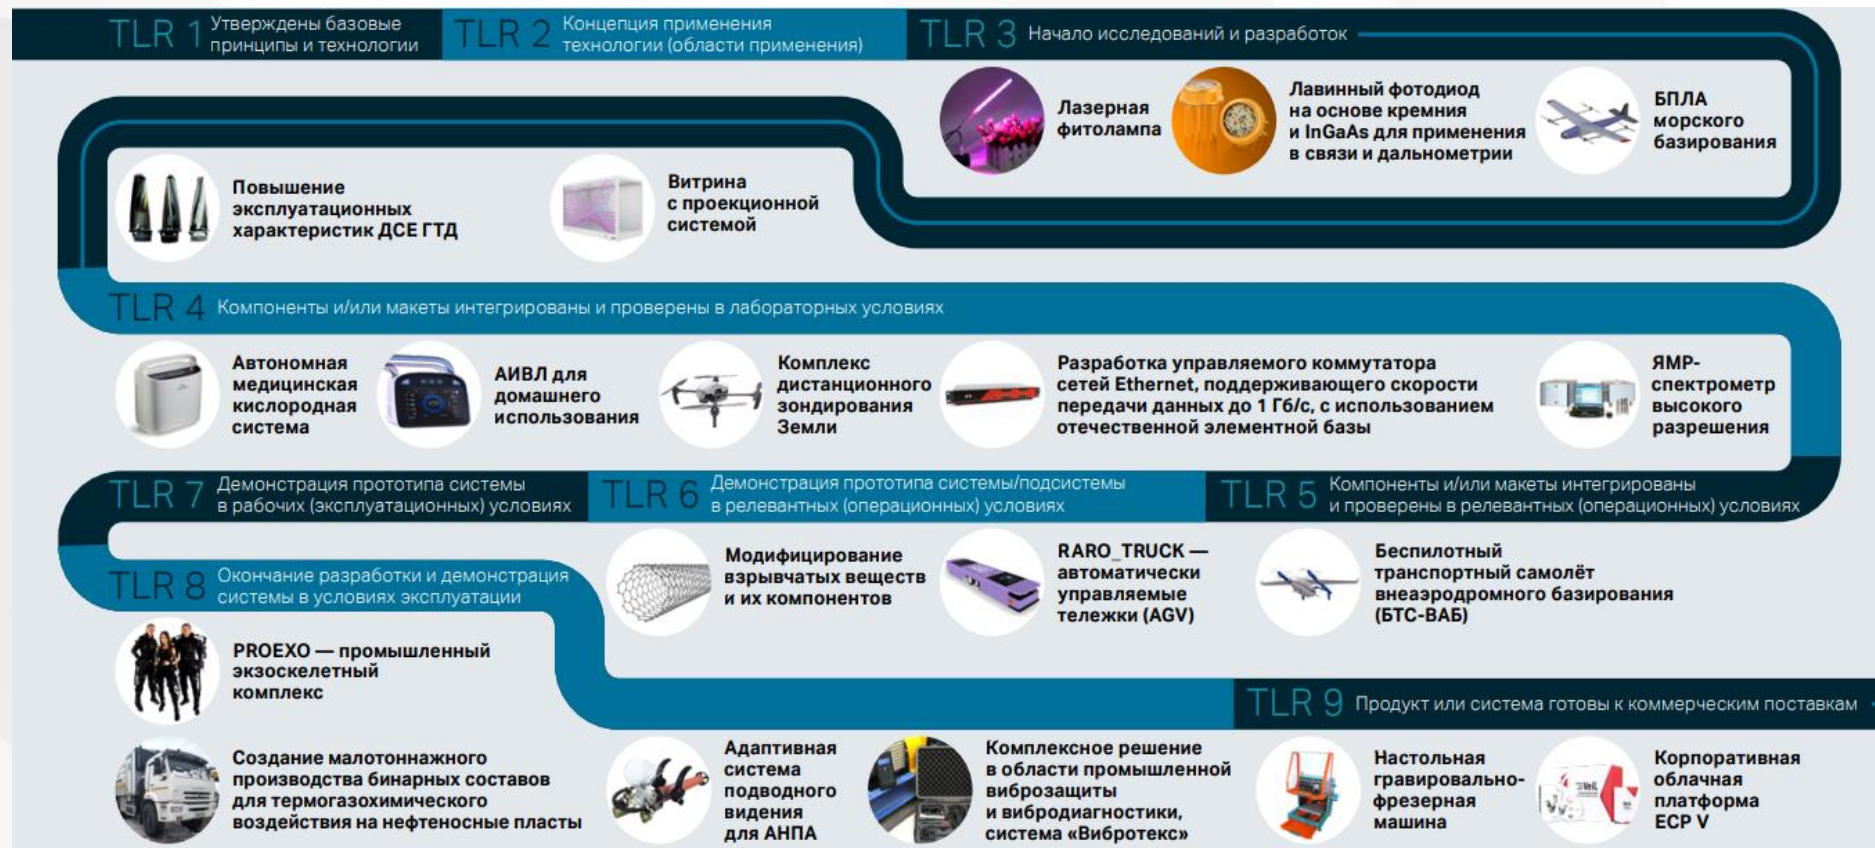 TLR 1 Утверждены базовые
принципы и технологии
TLR 2 Концепция применения
технологии (области применения)
TLR 3 Начало исследований и разработок
Лазерная
фитолампа
Лавинный фотодиод
на основе кремния
и InGaAs для применения
в связи и дальнометрии
БПЛА
морского
базирования
Повышение
эксплуатационных
характеристик ДСЕ ГТД
Витрина
с проекционной
системой
TLR 4 Компоненты и/или макеты интегрированы и проверены в лабораторных условиях
Автономная
медицинская
кислородная
система
АИВЛ для
домашнего
использования
Комплекс
дистанционного
зондирования
Земли
Разработка управляемого коммутатора
сетей Ethernet, поддерживающего скорости
передачи данных до 1 Гб/с, с использованием
отечественной элементной базы
ЯМР-
спектрометр
высокого
разрешения
TLR 7 Демонстрация прототипа системы
в рабочих (эксплуатационных) условиях
TLR 6 Демонстрация прототипа системы/подсистемы
в релевантных (операционных) условиях
TLR 5 Компоненты и/или макеты интегрированы
и проверены в релевантных (операционных) условиях
Модифицирование
взрывчатых веществ
и их компонентов
RARO_TRUCK —
автоматически
управляемые
тележки (AGV)
Беспилотный
транспортный самолёт
внеаэродромного базирования
(БТС-ВАБ)
TLR 8 Окончание разработки и демонстрация
системы в условиях эксплуатации
PROEXO — промышленный
экзоскелетный
комплекс
TLR 9 Продукт или система готовы к коммерческим поставкам
Создание малотоннажного
производства бинарных составов
для термогазохимического
воздействия на нефтеносные пласты
Адаптивная
система
подводного
видения
для АНПА
Комплексное решение
в области промышленной
виброзащиты
и вибродиагностики,
система «Вибротекс»
Настольная
гравировально-
фрезерная
машина
VeiL
Корпоративная
облачная
платформа
ECP V